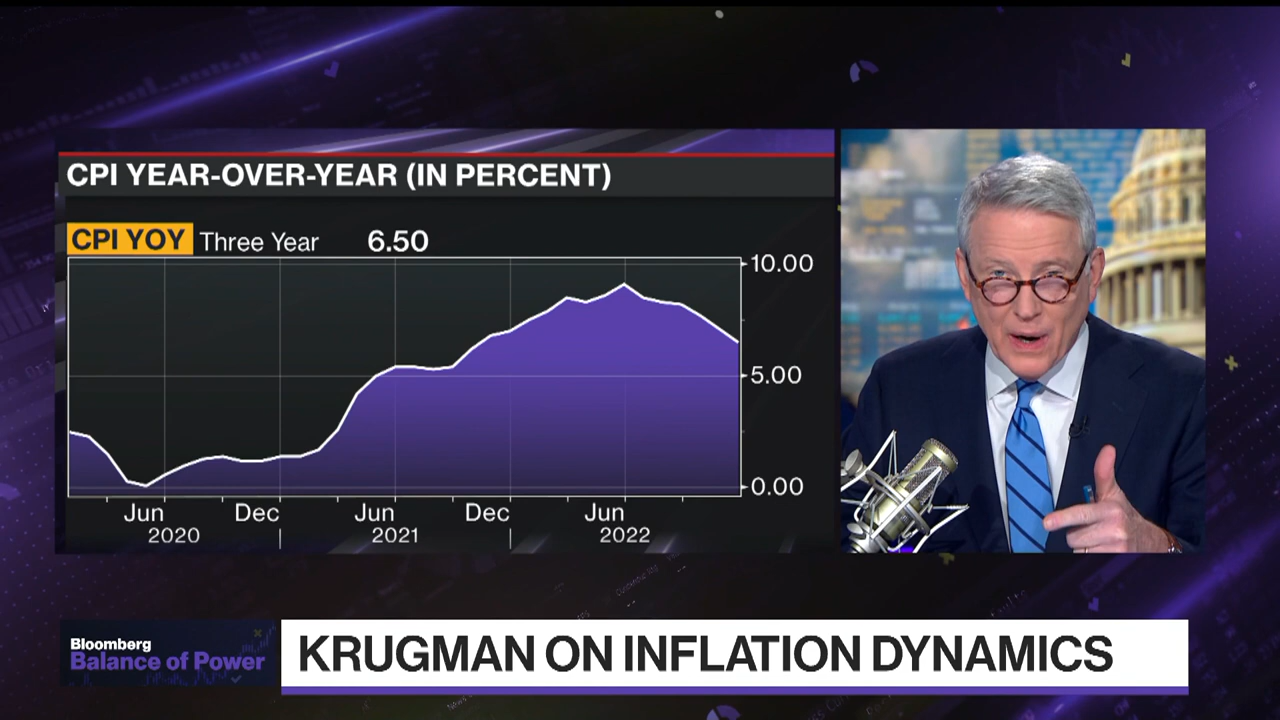 CPI YEAR-OVER-YEAR (IN PERCENT)
CPI YOY Three Year 6.50
10.00
5.00
0.00
Jun Dec Jun Dec Jun
2020 2021 2022
Bloomberg
Balance of Power
KRUGMAN ON INFLATION DYNAMICS